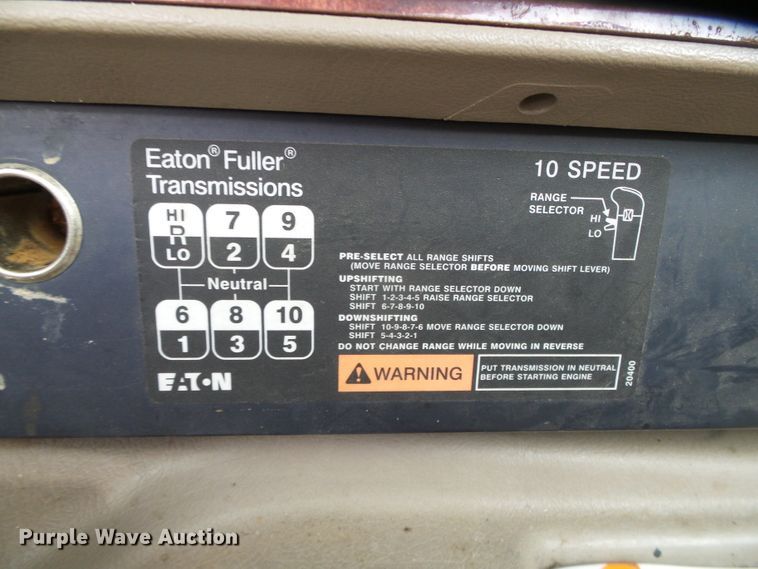 Eaton® Fuller®
Transmissions
10 SPEED
RANGE
SELECTOR
HI
LO
HI
R
LO
7
2
9
4
Neutral
6
1
8
3
10
5
PRE-SELECT ALL RANGE SHIFTS
(MOVE RANGE SELECTOR BEFORE MOVING SHIFT LEVER)
UPSHIFTING
START WITH RANGE SELECTOR DOWN
SHIFT 1-2-3-4-5 RAISE RANGE SELECTOR
SHIFT 6-7-8-9-10
DOWNSHIFTING
SHIFT 10-9-8-7-6 MOVE RANGE SELECTOR DOWN
SHIFT 5-4-3-2-1
DO NOT CHANGE RANGE WHILE MOVING IN REVERSE
EATON
WARNING
PUT TRANSMISSION IN NEUTRAL
BEFORE STARTING ENGINE
20400
Purple Wave Auction